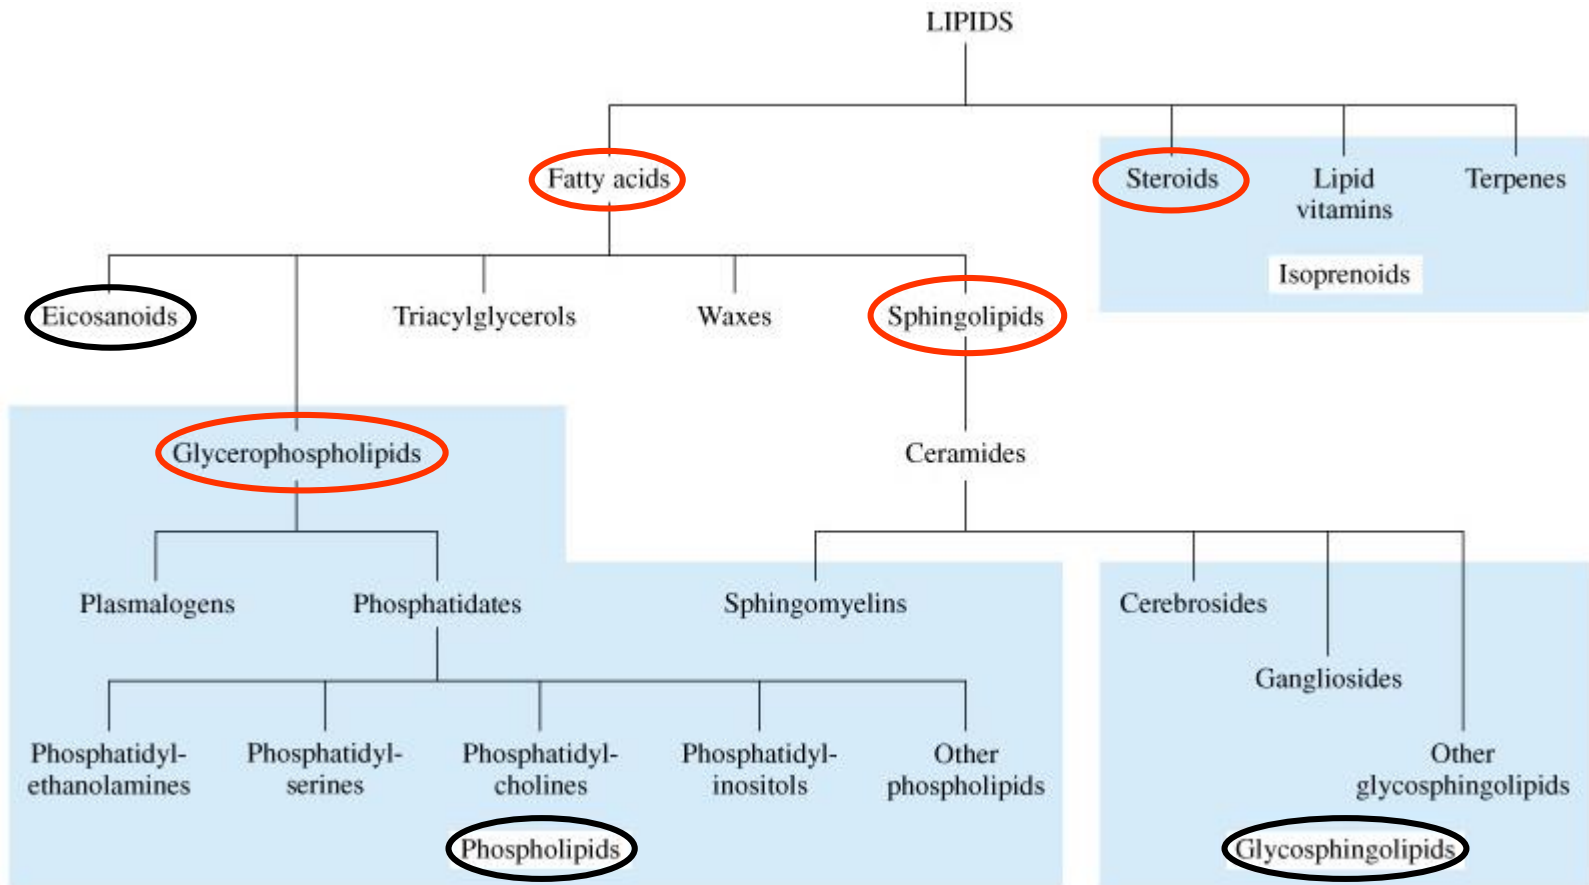 LIPIDS
Fatty acids
Steroids
Lipid
vitamins
Terpenes
Isoprenoids
Eicosanoids
Triacylglycerols
Waxes
Sphingolipids
Glycerophospholipids
Ceramides
Plasmalogens
Phosphatidates
Sphingomyelins
Cerebrosides
Gangliosides
Phosphatidyl-
ethanolamines
Phosphatidyl-
serines
Phosphatidyl-
cholines
Phosphatidyl-
inositols
Other
phospholipids
Other
glycosphingolipids
Phospholipids
Glycosphingolipids